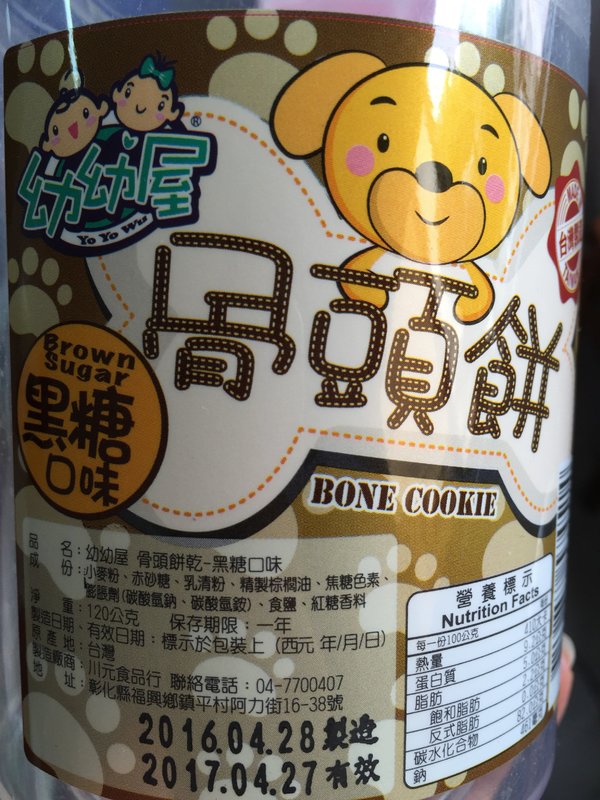 幼幼屋®
Yo Yo Wu
骨頭餅
Brown
Sugar
黑糖
口味
BONE COOKIE
品　名：幼幼屋 骨頭餅乾-黑糖口味
成　份：小麥粉、赤砂糖、乳清粉、精製棕櫚油、焦糖色素、
膨脹劑(碳酸氫鈉、碳酸氫銨)、食鹽、紅糖香料
淨　重：120公克　保存期限：一年
製造日期、有效日期：標示於包裝上（西元 年/月/日）
原 產 地：台灣
製造廠商：川元食品行 聯絡電話：04-7700407
地　址：彰化縣福興鄉鎮平村阿力街16-38號
2016.04.28 製造
2017.04.27 有效
營養標示
Nutrition Facts
每一份100公克
熱量
蛋白質
脂肪
飽和脂肪
反式脂肪
碳水化合物
鈉